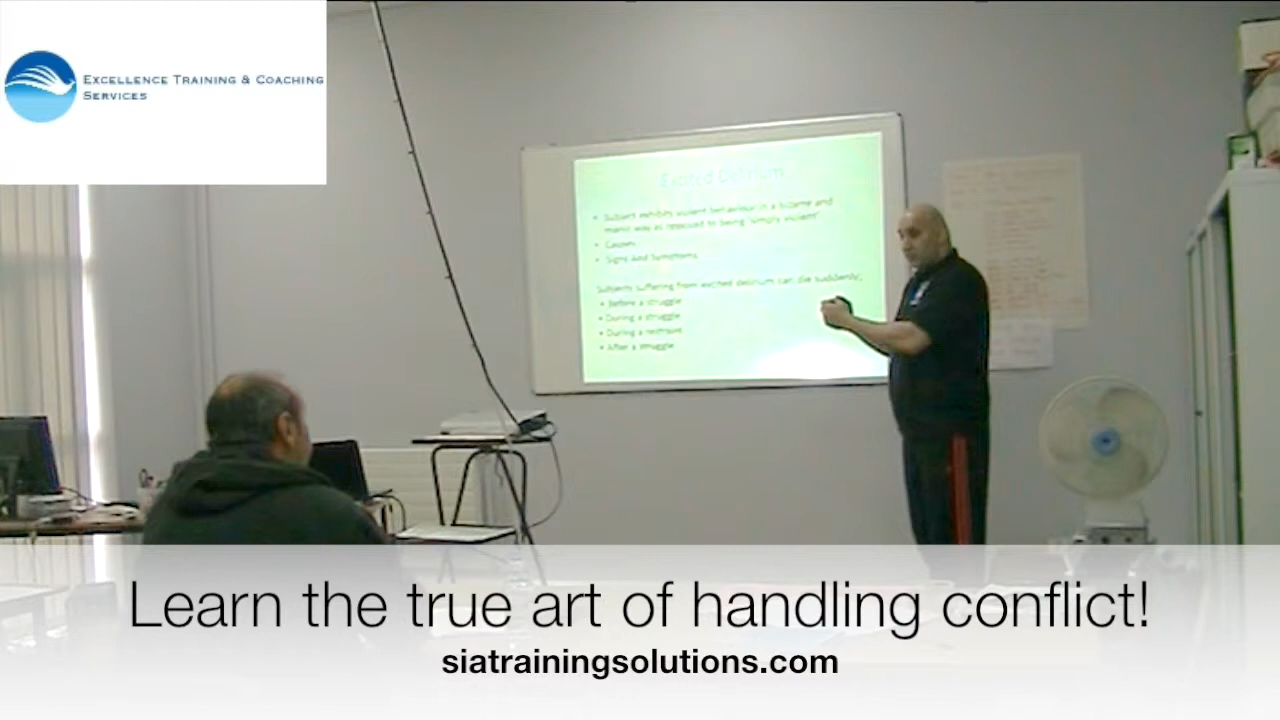 EXCELLENCE TRAINING & COACHING
SERVICES
Excited Delirium
• Subject exhibits violent behaviour in a bizarre and
manic way as opposed to being 'simply violent'
• Causes
• Signs And Symptoms
Subjects suffering from excited delirium can die suddenly;
• Before a struggle
• During a struggle
• During a restraint
• After a struggle
Learn the true art of handling conflict!
siatrainingsolutions.com